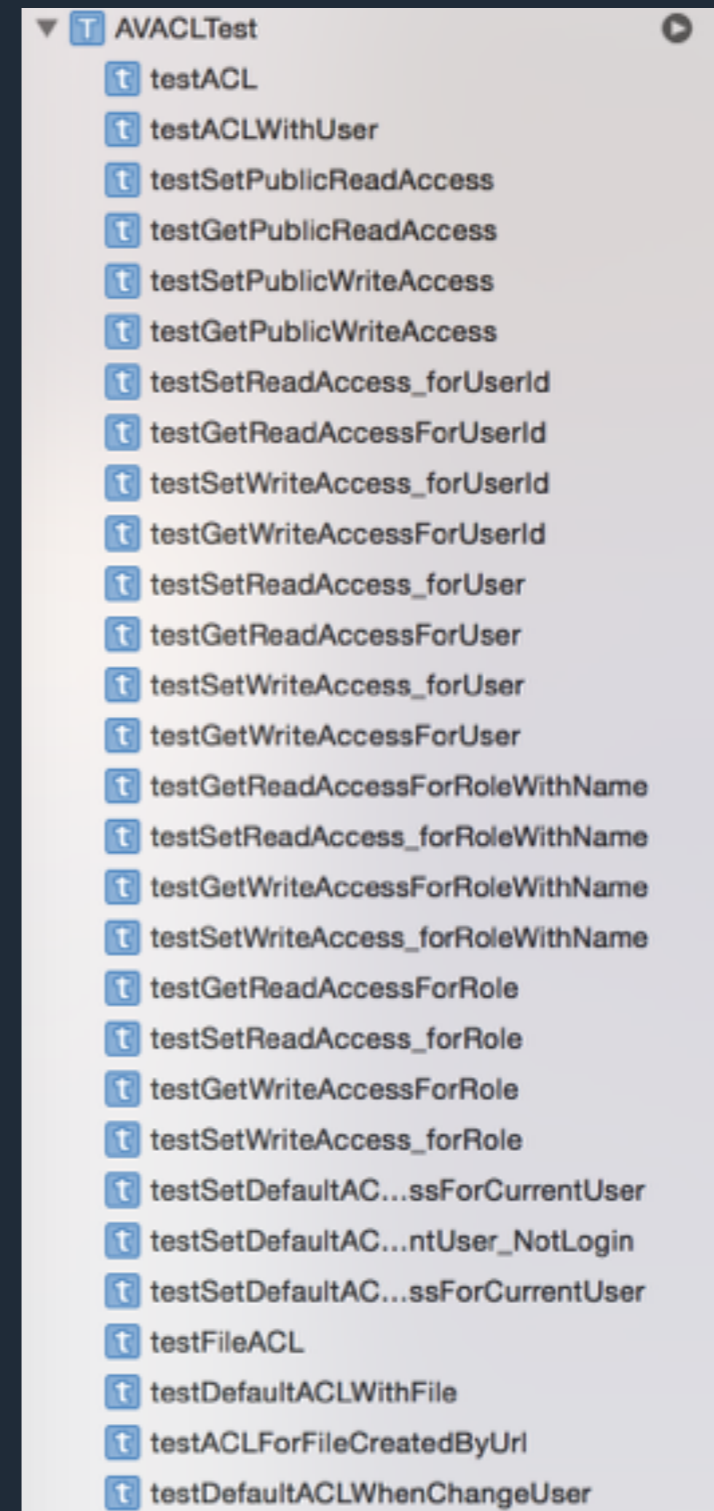 T AVACLTest
t testACL
t testACLWithUser
t testSetPublicReadAccess
t testGetPublicReadAccess
t testSetPublicWriteAccess
t testGetPublicWriteAccess
t testSetReadAccess_forUserId
t testGetReadAccessForUserId
t testSetWriteAccess_forUserId
t testGetWriteAccessForUserId
t testSetReadAccess_forUser
t testGetReadAccessForUser
t testSetWriteAccess_forUser
t testGetWriteAccessForUser
t testGetReadAccessForRoleWithName
t testSetReadAccess_forRoleWithName
t testGetWriteAccessForRoleWithName
t testSetWriteAccess_forRoleWithName
t testGetReadAccessForRole
t testSetReadAccess_forRole
t testGetWriteAccessForRole
t testSetWriteAccess_forRole
t testSetDefaultAC...ssForCurrentUser
t testSetDefaultAC...ntUser_NotLogin
t testSetDefaultAC...ssForCurrentUser
t testFileACL
t testDefaultACLWithFile
t testACLForFileCreatedByUrl
t testDefaultACLWhenChangeUser